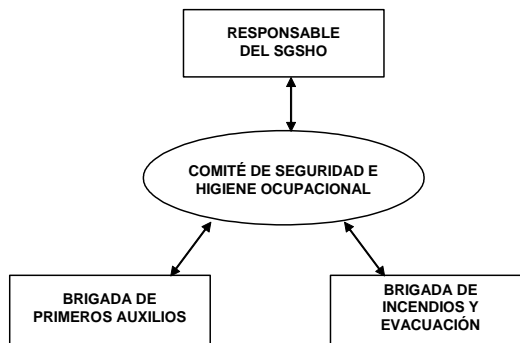 RESPONSABLE
DEL SGSHO
COMITÉ DE SEGURIDAD E
HIGIENE OCUPACIONAL
BRIGADA DE
PRIMEROS AUXILIOS
BRIGADA DE
INCENDIOS Y
EVACUACIÓN